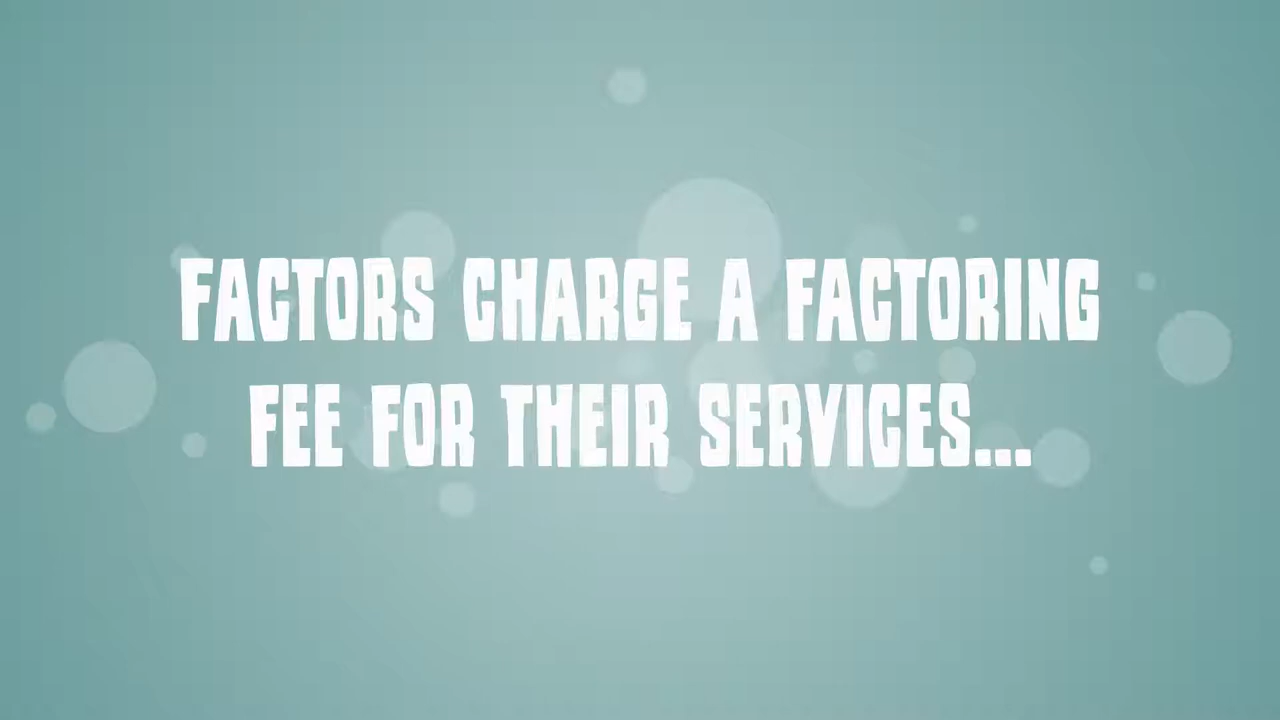 FACTORS CHARGE A FACTORING
FEE FOR THEIR SERVICES...